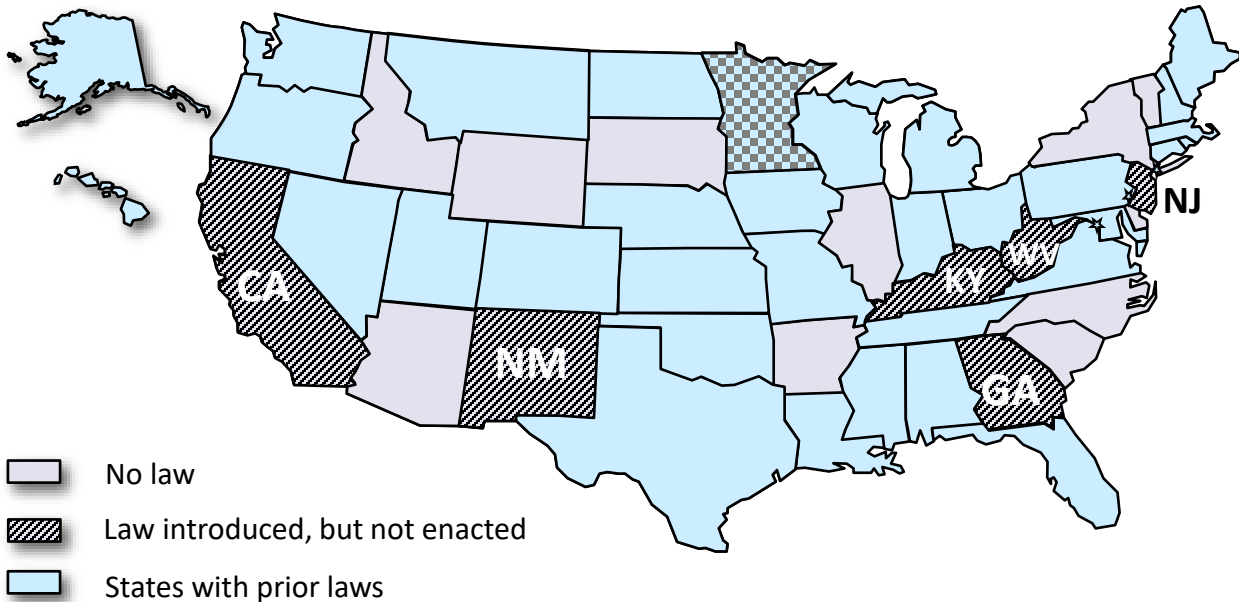 NJ
WV
KY
CA
NM
GA
No law
Law introduced, but not enacted
States with prior laws